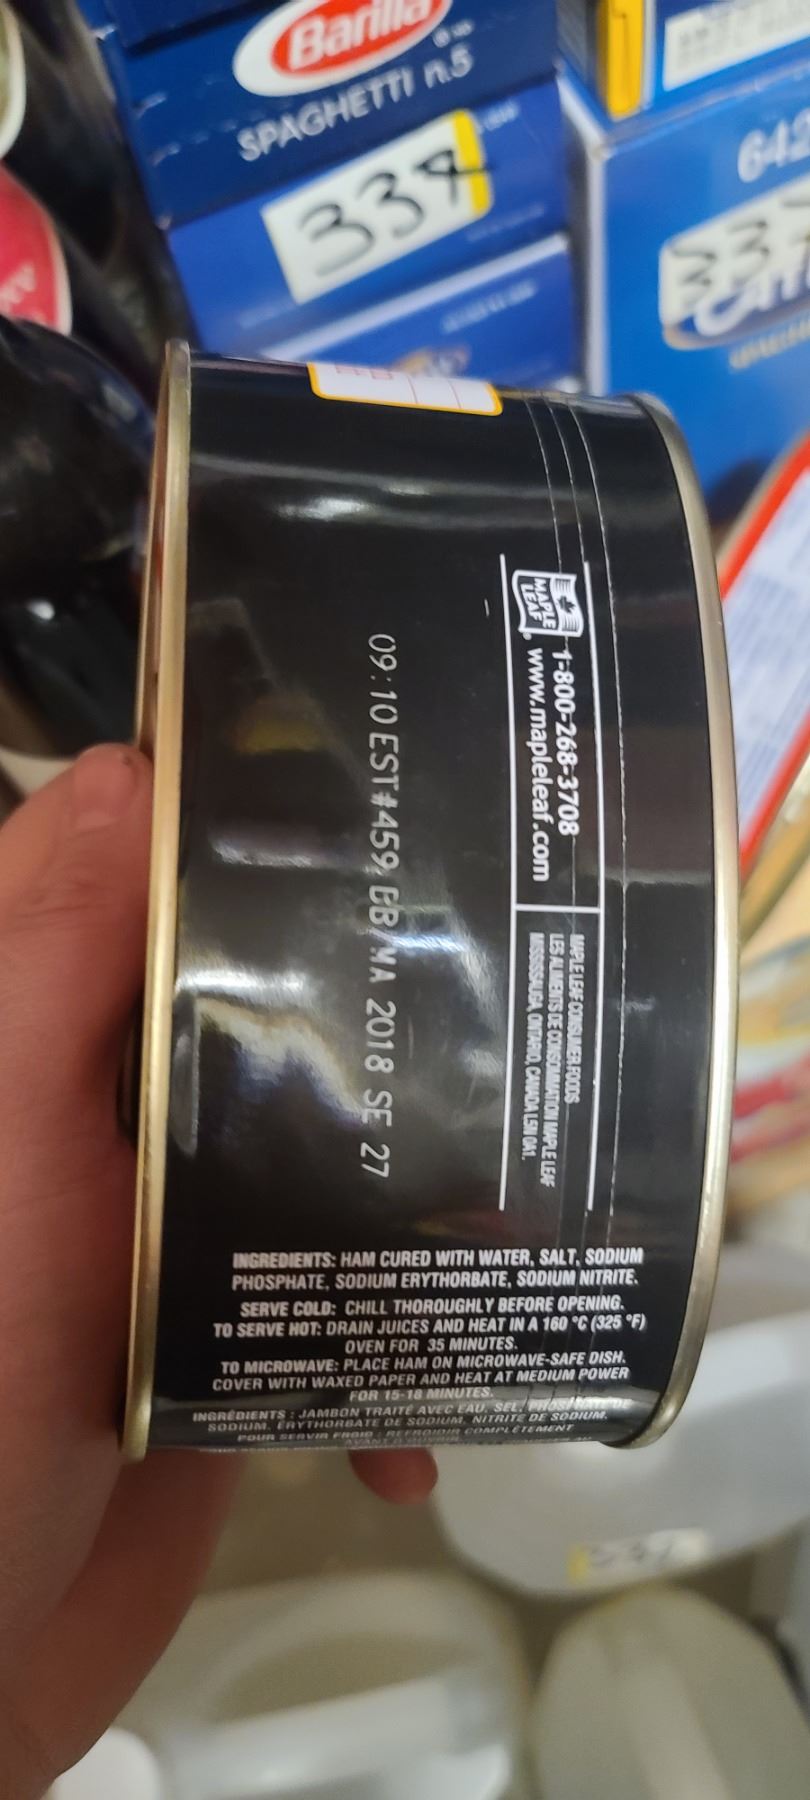 Barilla
SPAGHETTI n.5
339
642
MAPLE
LEAF
1-800-268-3708
www.mapleleaf.com
MAPLE LEAF CONSUMER FOODS
LES ALIMENTS DE CONSOMMATION MAPLE LEAF
MISSISSAUGA, ONTARIO, CANADA L5N 0A1.
09:10 EST#459 BB/MA 2018 SE 27
INGREDIENTS: HAM CURED WITH WATER, SALT, SODIUM
PHOSPHATE, SODIUM ERYTHORBATE, SODIUM NITRITE.
SERVE COLD: CHILL THOROUGHLY BEFORE OPENING.
TO SERVE HOT: DRAIN JUICES AND HEAT IN A 160 °C (325 °F)
OVEN FOR 35 MINUTES.
TO MICROWAVE: PLACE HAM ON MICROWAVE-SAFE DISH.
COVER WITH WAXED PAPER AND HEAT AT MEDIUM POWER
FOR 15-18 MINUTES.
INGRÉDIENTS : JAMBON TRAITÉ AVEC EAU, SEL, PHOSPHATE DE
SODIUM, ÉRYTHORBATE DE SODIUM, NITRITE DE SODIUM.
POUR SERVIR FROID : REFROIDIR COMPLÈTEMENT